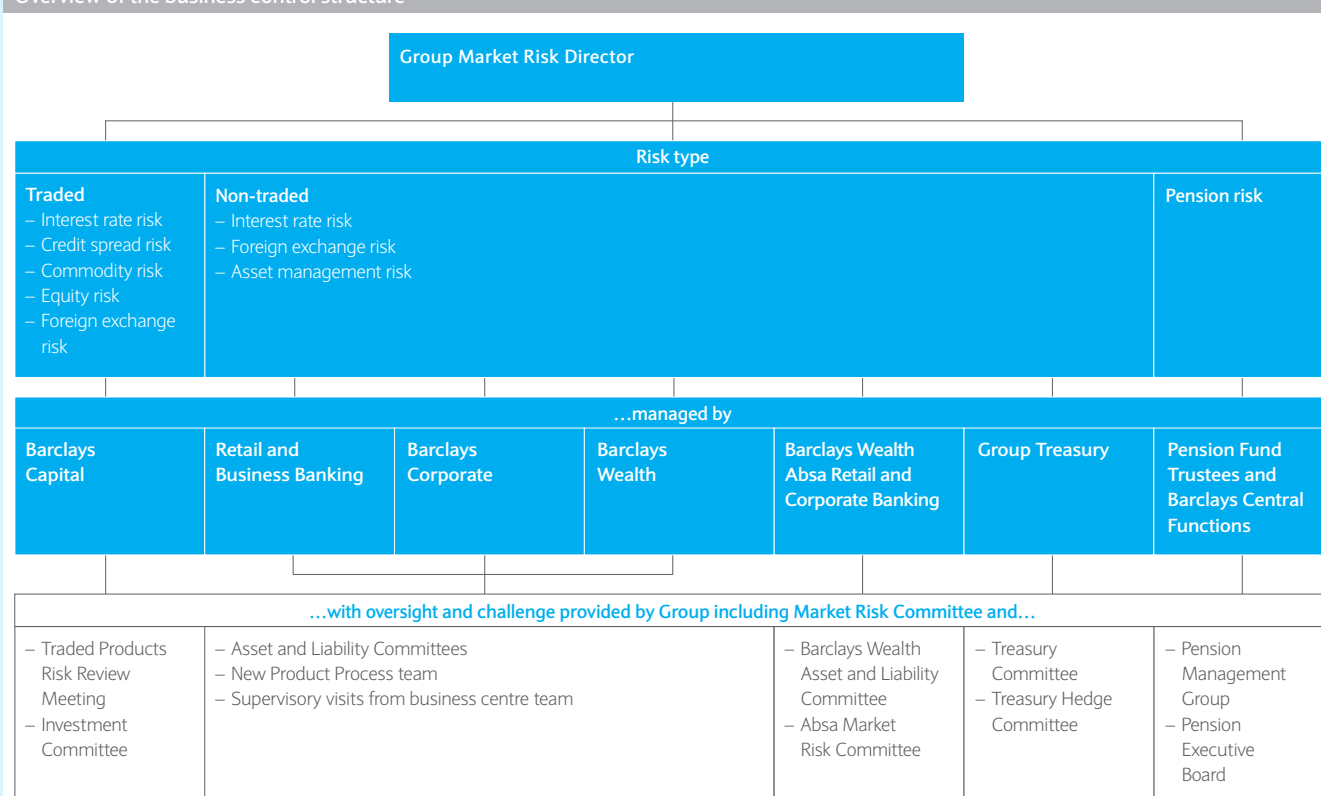 Overview of the business control structure
Group Market Risk Director
Risk type
Traded
– Interest rate risk
– Credit spread risk
– Commodity risk
– Equity risk
– Foreign exchange
risk
Non-traded
– Interest rate risk
– Foreign exchange risk
– Asset management risk
Pension risk
…managed by
Barclays
Capital
Retail and
Business Banking
Barclays
Corporate
Barclays
Wealth
Barclays Wealth
Absa Retail and
Corporate Banking
Group Treasury
Pension Fund
Trustees and
Barclays Central
Functions
…with oversight and challenge provided by Group including Market Risk Committee and…
– Traded Products
Risk Review
Meeting
– Investment
Committee
– Asset and Liability Committees
– New Product Process team
– Supervisory visits from business centre team
– Barclays Wealth
Asset and Liability
Committee
– Absa Market
Risk Committee
– Treasury
Committee
– Treasury Hedge
Committee
– Pension
Management
Group
– Pension
Executive
Board